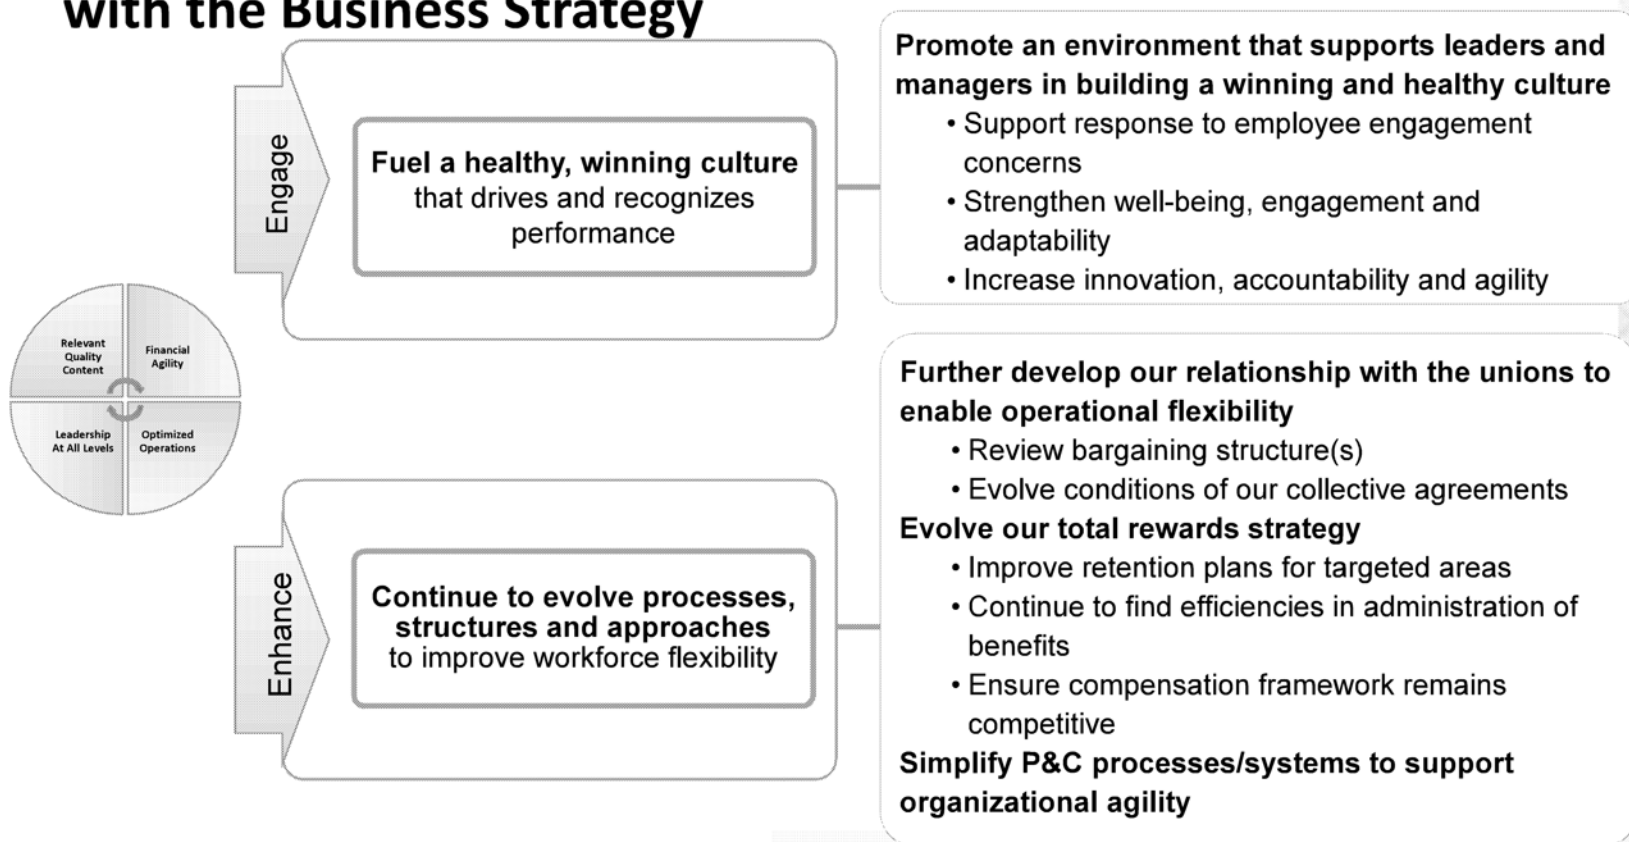 with the Business Strategy
Engage
Fuel a healthy, winning culture
that drives and recognizes
performance
Promote an environment that supports leaders and
managers in building a winning and healthy culture
• Support response to employee engagement
concerns
• Strengthen well-being, engagement and
adaptability
• Increase innovation, accountability and agility
Relevant
Quality
Content
Financial
Agility
Leadership
At All Levels
Optimized
Operations
Enhance
Continue to evolve processes,
structures and approaches
to improve workforce flexibility
Further develop our relationship with the unions to
enable operational flexibility
• Review bargaining structure(s)
• Evolve conditions of our collective agreements
Evolve our total rewards strategy
• Improve retention plans for targeted areas
• Continue to find efficiencies in administration of
benefits
• Ensure compensation framework remains
competitive
Simplify P&C processes/systems to support
organizational agility